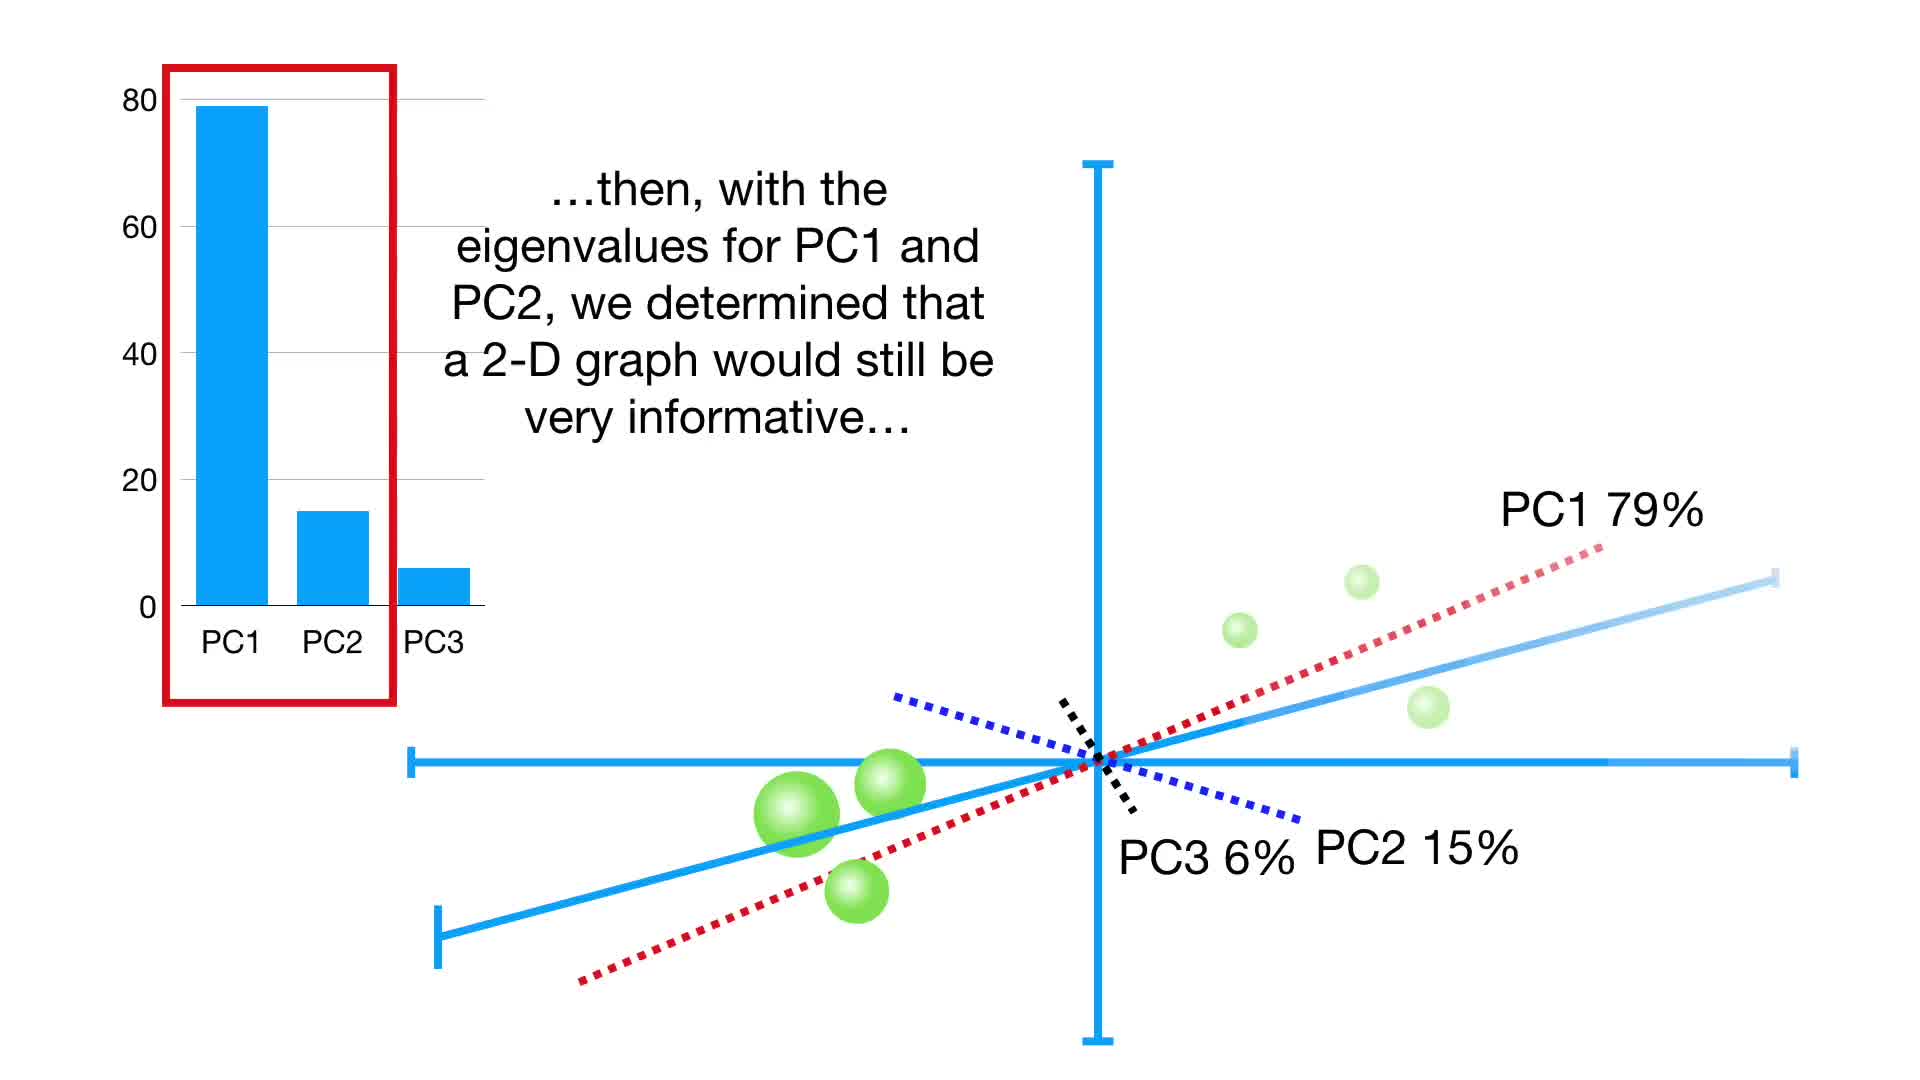 80
60
40
20
0
PC1 PC2 PC3
…then, with the
eigenvalues for PC1 and
PC2, we determined that
a 2-D graph would still be
very informative…
PC1 79%
PC3 6%
PC2 15%